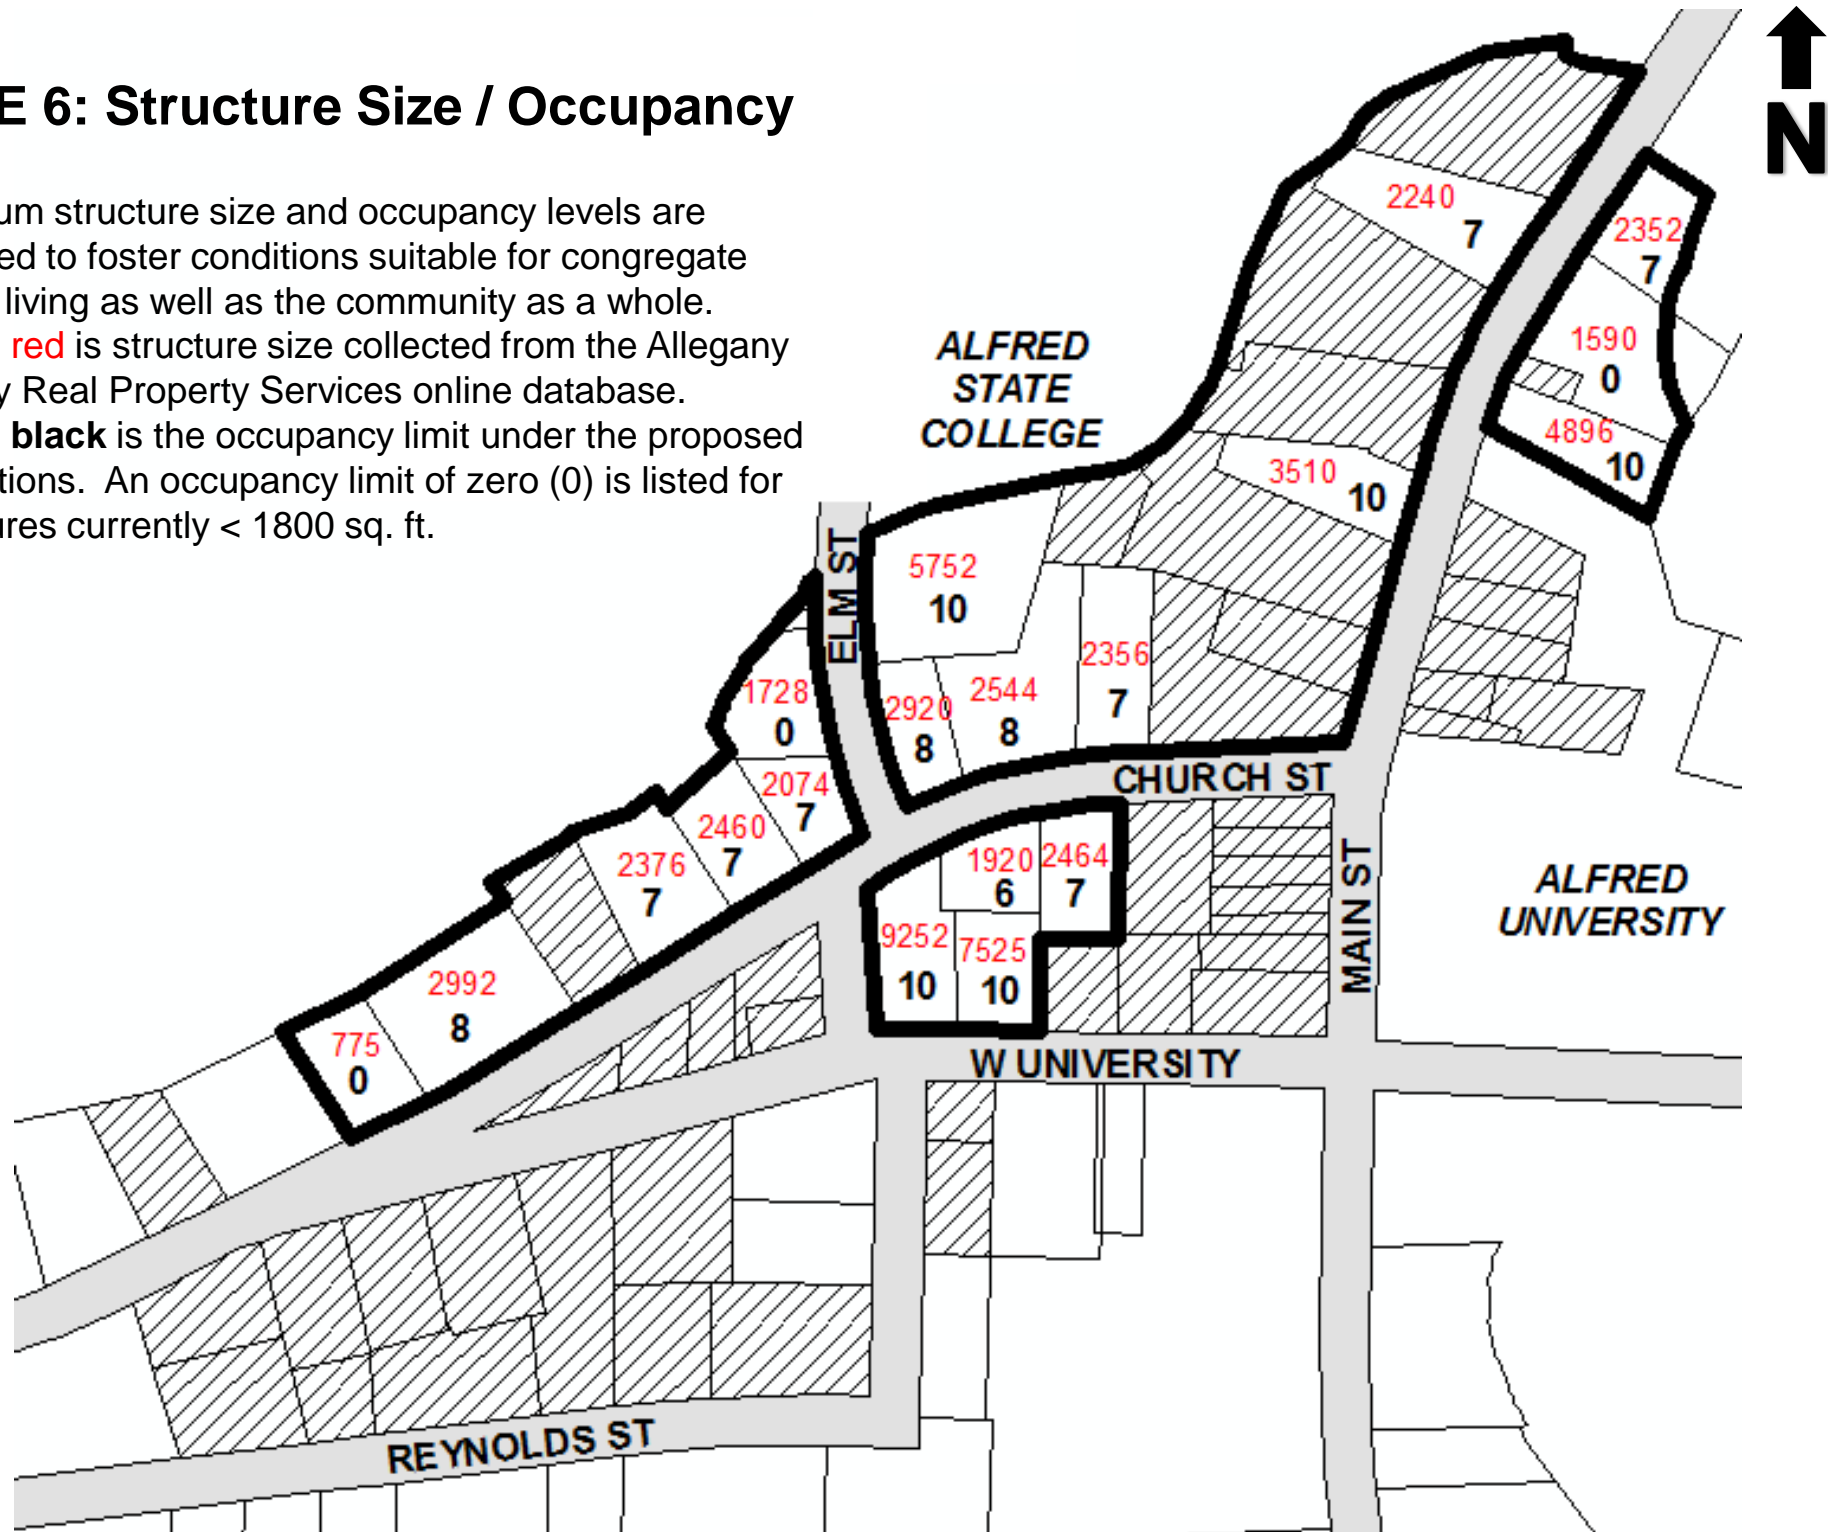 E 6: Structure Size / Occupancy
um structure size and occupancy levels are
ed to foster conditions suitable for congregate
living as well as the community as a whole.
red is structure size collected from the Allegany
y Real Property Services online database.
black is the occupancy limit under the proposed
tions. An occupancy limit of zero (0) is listed for
ures currently < 1800 sq. ft.
N
2240
7
2352
7
1590
0
4896
10
ALFRED
STATE
COLLEGE
3510
10
ELM ST
5752
10
2356
7
2544
8
2920
8
1728
0
2074
7
2460
7
2376
7
2992
8
775
0
CHURCH ST
1920
6
2464
7
9252
10
7525
10
MAIN ST
ALFRED
UNIVERSITY
W UNIVERSITY
REYNOLDS ST